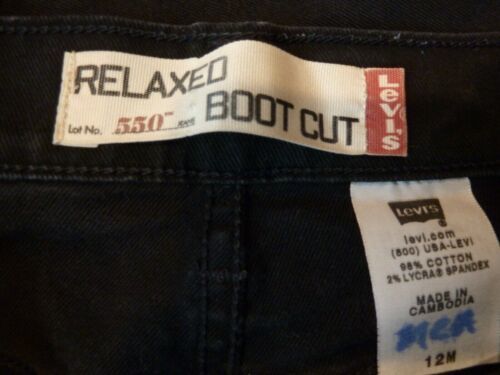 RELAXED
BOOT CUT
Lot No. 550™ JEANS
LEVI'S
LEVI'S
levi.com
(800) USA-LEVI
98% COTTON
2% LYCRA® SPANDEX
MADE IN
CAMBODIA
12M